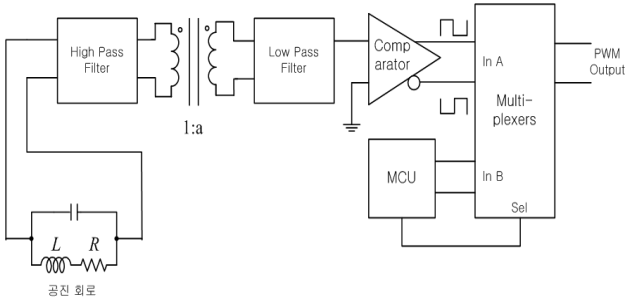 High Pass
Filter
1:a
Low Pass
Filter
Comp
arator
In A
Multi-
plexers
In B
Sel
PWM
Output
MCU
L
R
공진 회로